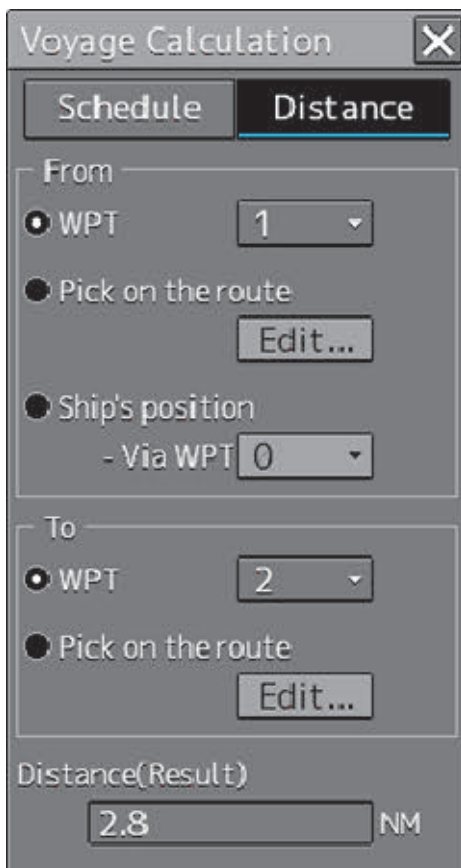 Voyage Calculation
Schedule Distance
From
WPT 1
Pick on the route
Edit...
Ship's position
- Via WPT 0
To
WPT 2
Pick on the route
Edit...
Distance(Result)
2.8 NM